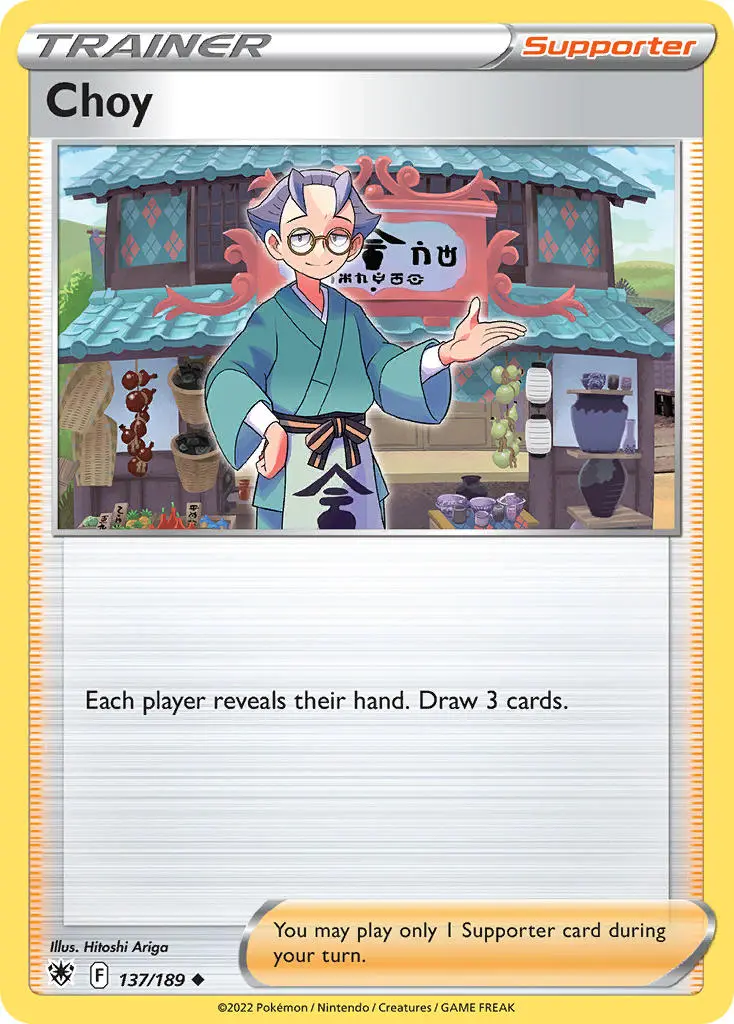 TRAINER
Supporter
Choy
Each player reveals their hand. Draw 3 cards.
You may play only 1 Supporter card during
your turn.
Illus. Hitoshi Ariga
F
137/189
©2022 Pokémon / Nintendo / Creatures / GAME FREAK